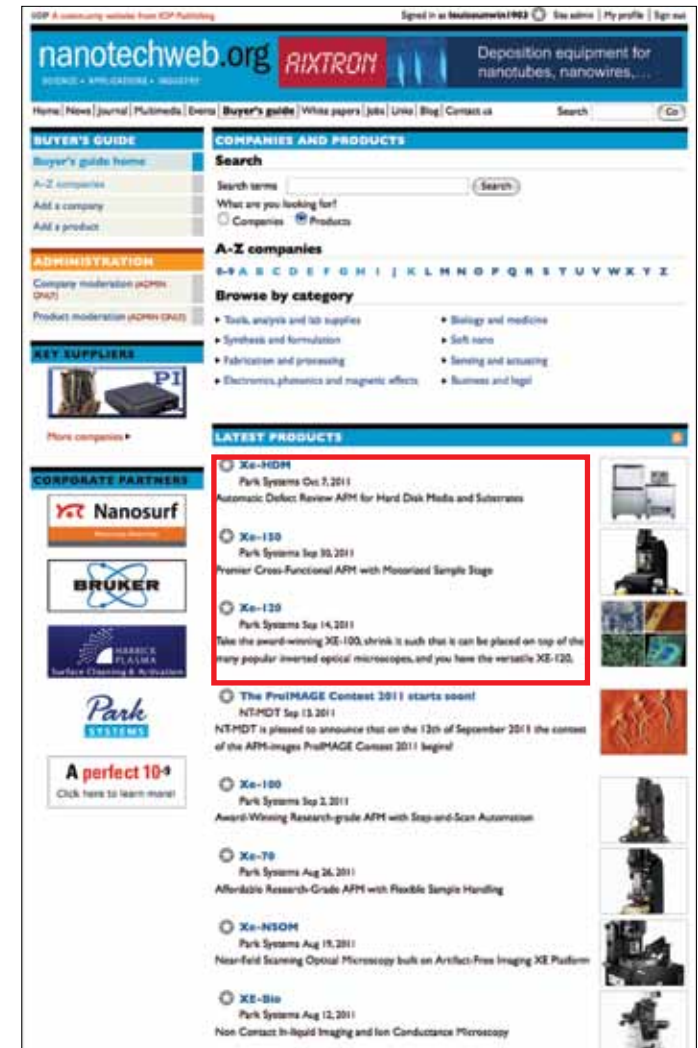 IOP A community website from IOP Publishing
Signed in as louisunwin1903 Site admin | My profile | Sign out
nanotechweb.org
SCIENCE • APPLICATIONS • INDUSTRY
AIXTRON
Deposition equipment for
nanotubes, nanowires,...
Home | News | Journal | Multimedia | Events | Buyer's guide | White papers | Jobs | Links | Blog | Contact us
Search Go
BUYER'S GUIDE
Buyer's guide home
A–Z companies
Add a company
Add a product
ADMINISTRATION
Company moderation (ADMIN
ONLY)
Product moderation (ADMIN ONLY)
KEY SUPPLIERS
PI
More companies
CORPORATE PARTNERS
Nanosurf
BRUKER
HARRICK
PLASMA
Surface Cleaning & Activation
Park
SYSTEMS
A perfect 10-9
Click here to learn more!
COMPANIES AND PRODUCTS
Search
Search terms Search
What are you looking for?
Companies Products
A–Z companies
0-9 A B C D E F G H I J K L M N O P Q R S T U V W X Y Z
Browse by category
Tools, analysis and lab supplies
Biology and medicine
Synthesis and formulation
Soft nano
Fabrication and processing
Sensing and actuating
Electronics, photonics and magnetic effects
Business and legal
LATEST PRODUCTS
Xe-HDM
Park Systems Oct 7, 2011
Automatic Defect Review AFM for Hard Disk Media and Substrates
Xe-150
Park Systems Sep 30, 2011
Premier Cross-Functional AFM with Motorized Sample Stage
Xe-120
Park Systems Sep 14, 2011
Take the award-winning XE-100, shrink it such that it can be placed on top of the
many popular inverted optical microscopes, and you have the versatile XE-120.
The ProIMAGE Contest 2011 starts soon!
NT-MDT Sep 13, 2011
NT-MDT is pleased to announce that on the 12th of September 2011 the contest
of the AFM-images ProIMAGE Contest 2011 begins!
Xe-100
Park Systems Sep 2, 2011
Award-Winning Research-grade AFM with Step-and-Scan Automation
Xe-70
Park Systems Aug 26, 2011
Affordable Research-Grade AFM with Flexible Sample Handling
Xe-NSOM
Park Systems Aug 19, 2011
Near-field Scanning Optical Microscopy built on Artifact-Free Imaging XE Platform
XE-Bio
Park Systems Aug 12, 2011
Non Contact In-liquid Imaging and Ion Conductance Microscopy